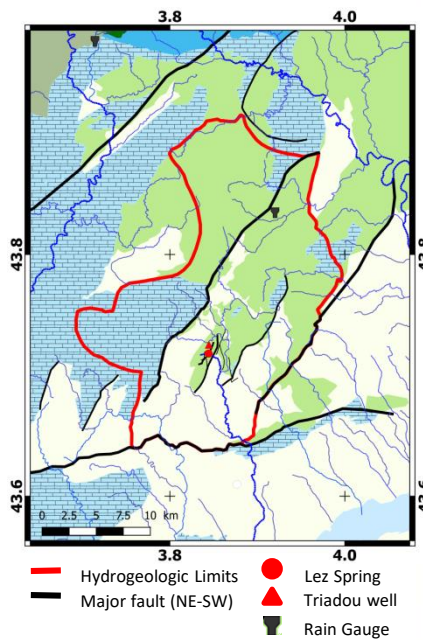 3.8 4.0
43.8 43.8
43.6 43.6
0 2.5 5 7.5 10 km
3.8 4.0
Hydrogeologic Limits
Major fault (NE-SW)
Lez Spring
Triadou well
Rain Gauge